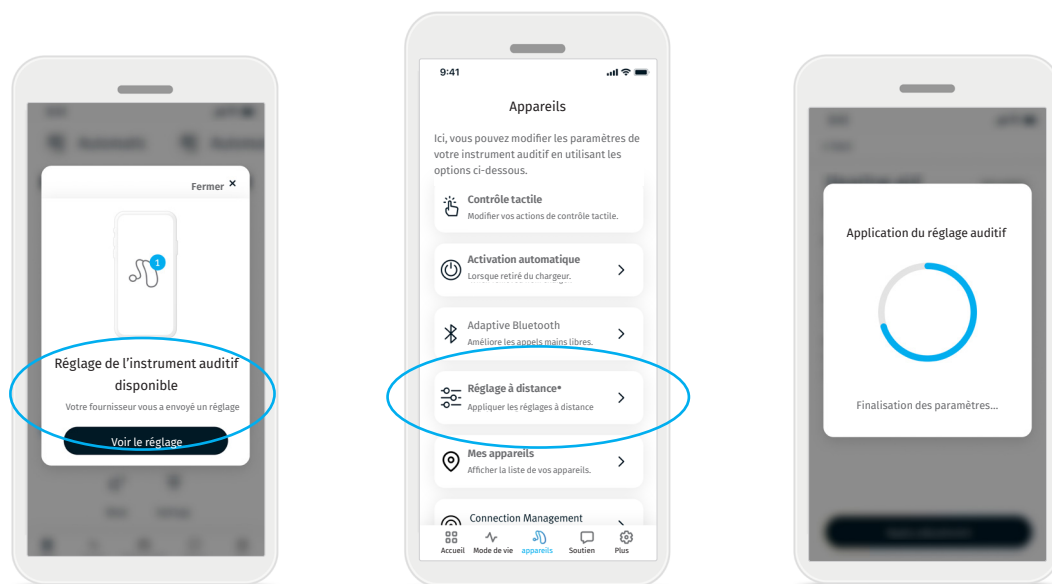 Fermer ×
1
Réglage de l’instrument auditif
disponible
Votre fournisseur vous a envoyé un réglage
Voir le réglage
9:41
Appareils
Ici, vous pouvez modifier les paramètres de
votre instrument auditif en utilisant les
options ci-dessous.
Contrôle tactile
Modifier vos actions de contrôle tactile.
Activation automatique
Lorsque retiré du chargeur.
Adaptive Bluetooth
Améliore les appels mains libres.
Réglage à distance*
Appliquer les réglages à distance
Mes appareils
Afficher la liste de vos appareils.
Connection Management
Accueil Mode de vie appareils Soutien Plus
Application du réglage auditif
Finalisation des paramètres...